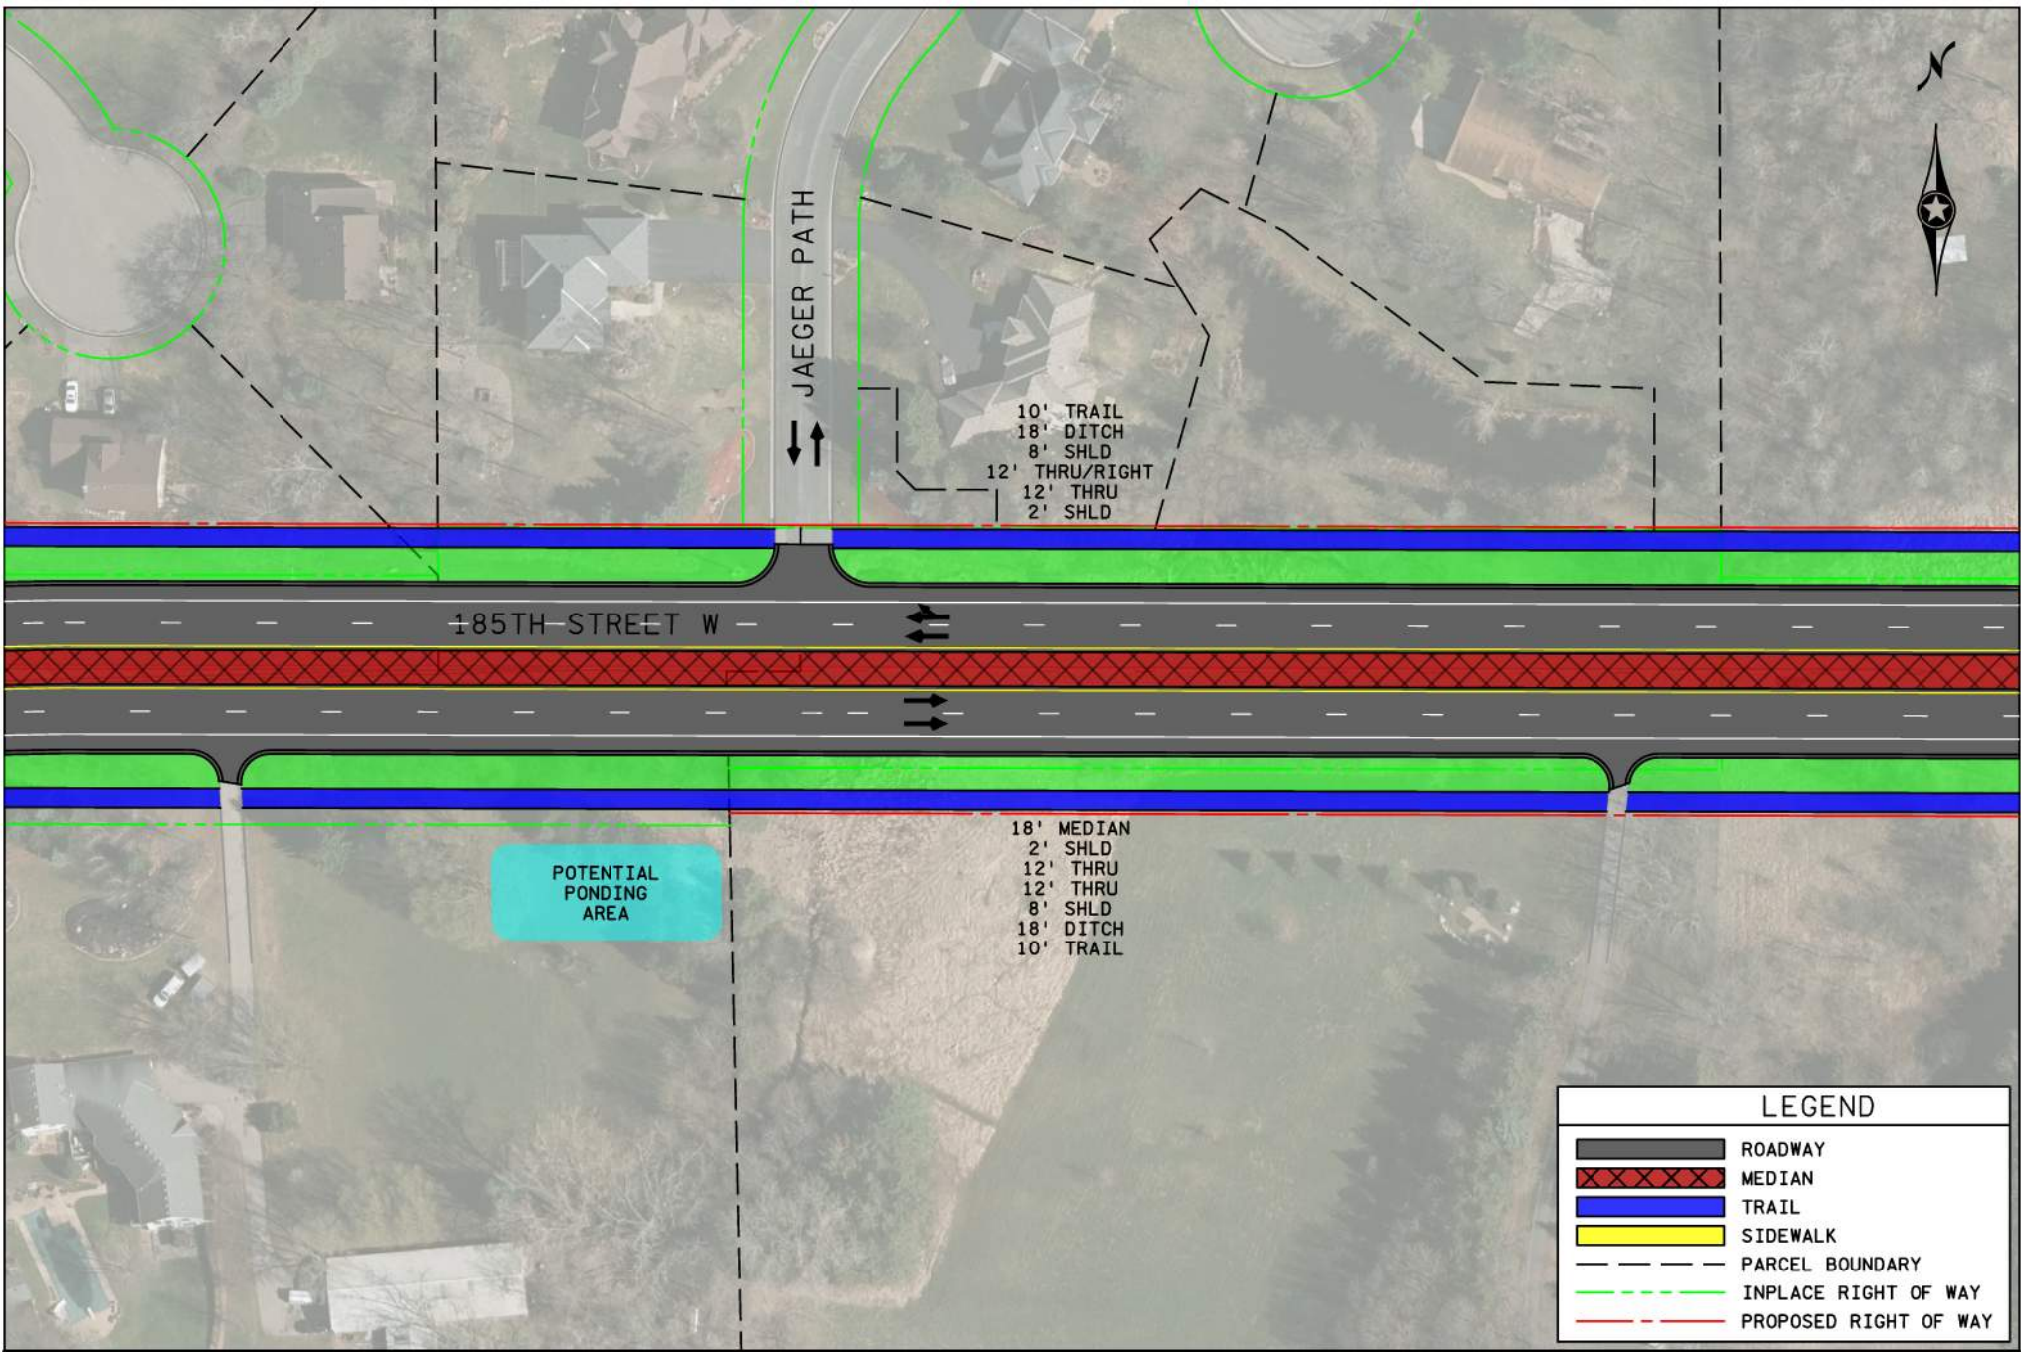 N
JAEGER PATH
10' TRAIL
18' DITCH
8' SHLD
12' THRU/RIGHT
12' THRU
2' SHLD
185TH STREET W
18' MEDIAN
2' SHLD
12' THRU
12' THRU
8' SHLD
18' DITCH
10' TRAIL
POTENTIAL
PONDING
AREA
LEGEND
ROADWAY
MEDIAN
TRAIL
SIDEWALK
PARCEL BOUNDARY
INPLACE RIGHT OF WAY
PROPOSED RIGHT OF WAY